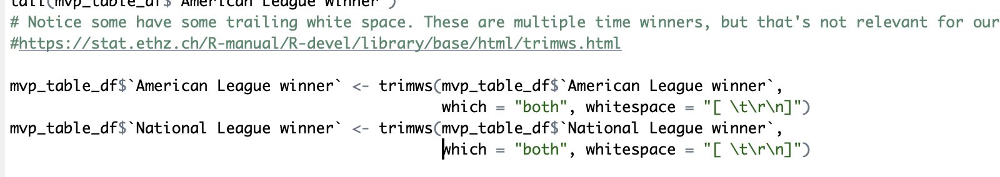 tail(mvp_table_df$`American League winner`)
# Notice some have some trailing white space. These are multiple time winners, but that's not relevant for our
#https://stat.ethz.ch/R-manual/R-devel/library/base/html/trimws.html
mvp_table_df$`American League winner` <- trimws(mvp_table_df$`American League winner`,
which = "both", whitespace = "[ \t\r\n]")
mvp_table_df$`National League winner` <- trimws(mvp_table_df$`National League winner`,
which = "both", whitespace = "[ \t\r\n]")